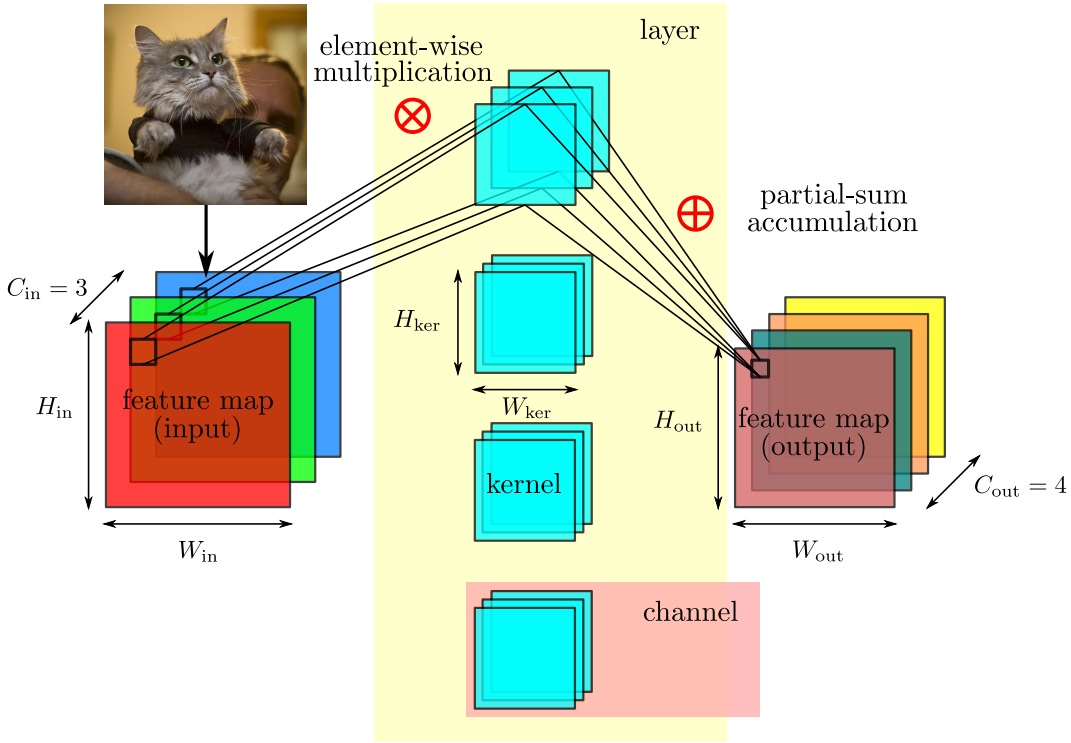 layer
element-wise
multiplication
partial-sum
accumulation
C_in = 3
H_ker
W_ker
H_in
feature map
(input)
H_out
feature map
(output)
kernel
C_out = 4
W_in
W_out
channel